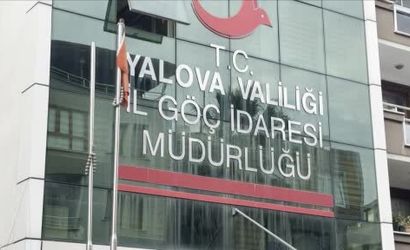 T.C.
YALOVA VALİLİĞİ
İL GÖÇ İDARESİ
MÜDÜRLÜĞÜ